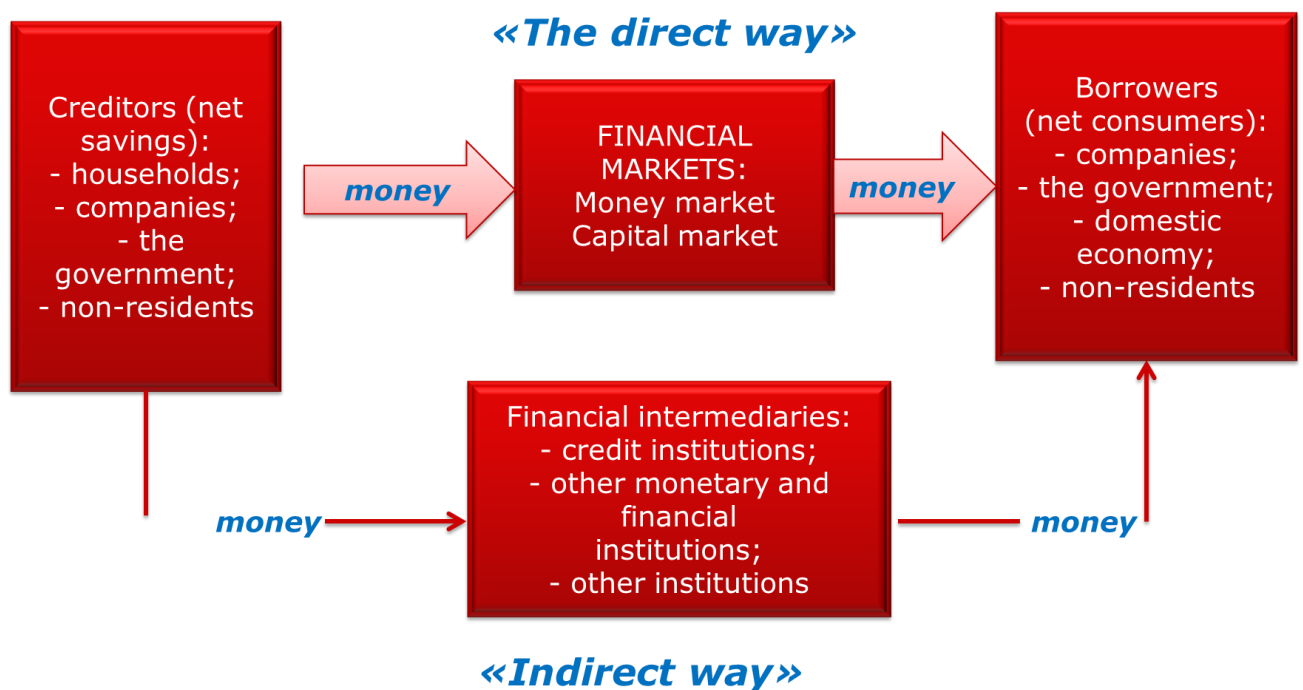 «The direct way»
Creditors (net
savings):
- households;
- companies;
- the
government;
- non-residents
money
FINANCIAL
MARKETS:
Money market
Capital market
money
Borrowers
(net consumers):
- companies;
- the government;
- domestic
economy;
- non-residents
money
Financial intermediaries:
- credit institutions;
- other monetary and
financial
institutions;
- other institutions
money
«Indirect way»